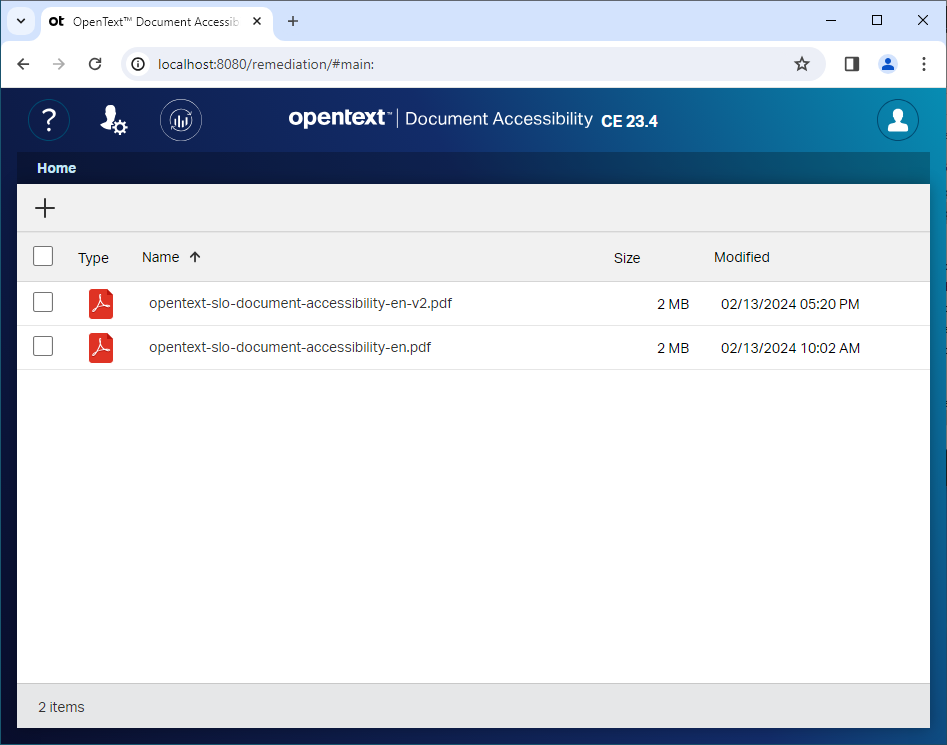 ot OpenText™ Document Accessib
localhost:8080/remediation/#main:
? opentext™ | Document Accessibility CE 23.4
Home
Type Name Size Modified
opentext-slo-document-accessibility-en-v2.pdf 2 MB 02/13/2024 05:20 PM
opentext-slo-document-accessibility-en.pdf 2 MB 02/13/2024 10:02 AM
2 items